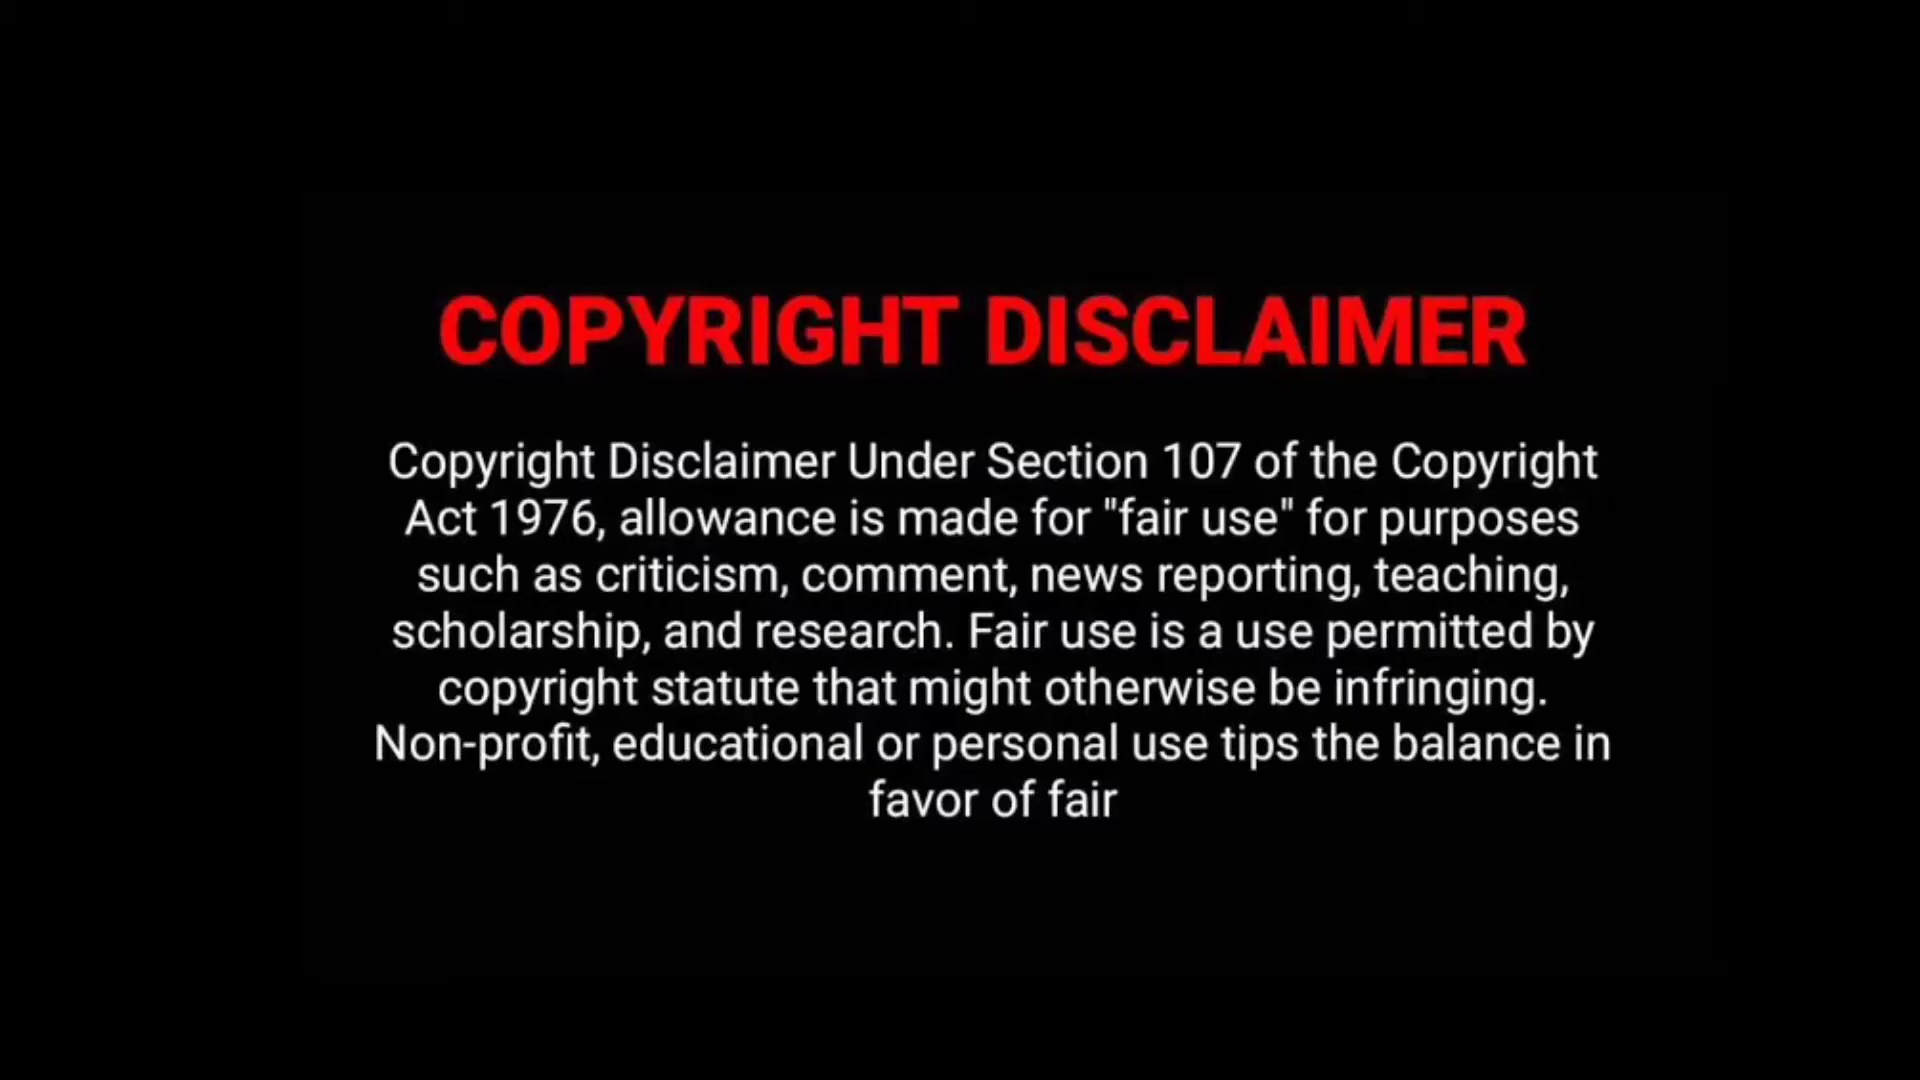 COPYRIGHT DISCLAIMER
Copyright Disclaimer Under Section 107 of the Copyright
Act 1976, allowance is made for "fair use" for purposes
such as criticism, comment, news reporting, teaching,
scholarship, and research. Fair use is a use permitted by
copyright statute that might otherwise be infringing.
Non-profit, educational or personal use tips the balance in
favor of fair